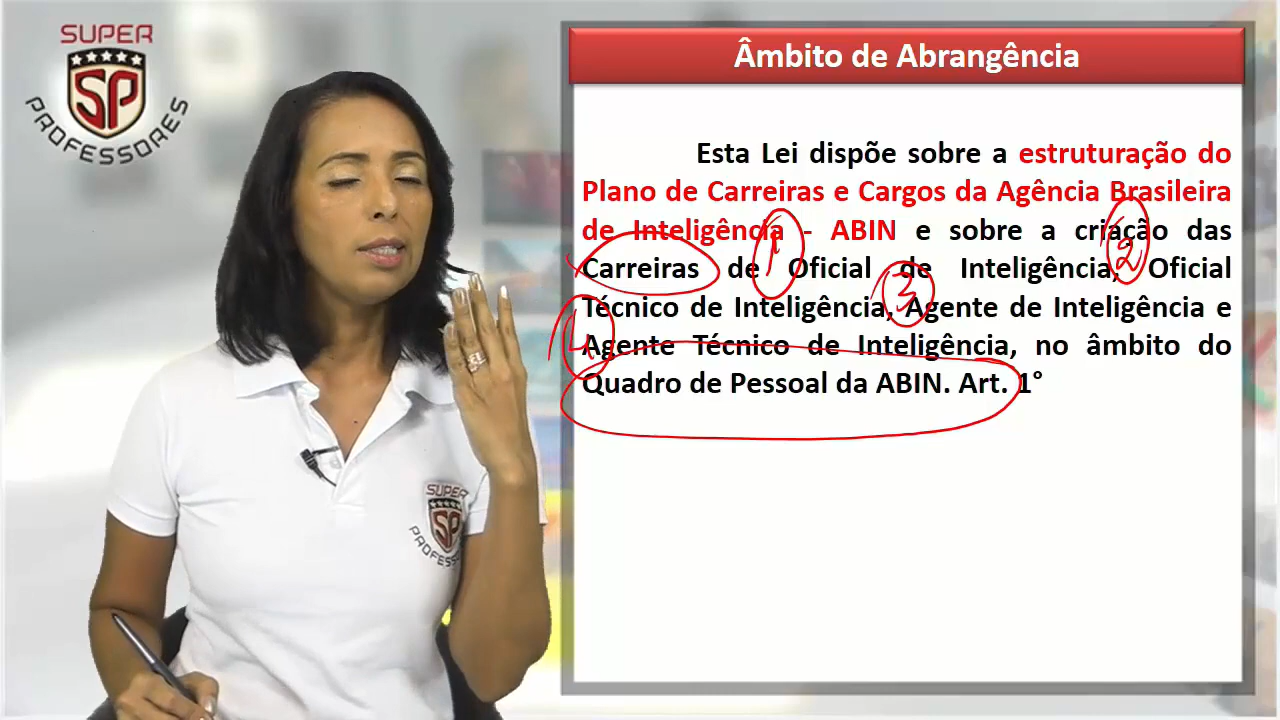 SUPER
SP
PROFESSORES
Âmbito de Abrangência
Esta Lei dispõe sobre a estruturação do
Plano de Carreiras e Cargos da Agência Brasileira
de Inteligência - ABIN e sobre a criação das
Carreiras de Oficial de Inteligência, Oficial
Técnico de Inteligência, Agente de Inteligência e
Agente Técnico de Inteligência, no âmbito do
Quadro de Pessoal da ABIN. Art. 1°
1
2
3
4
SUPER
SP
PROFESSORES